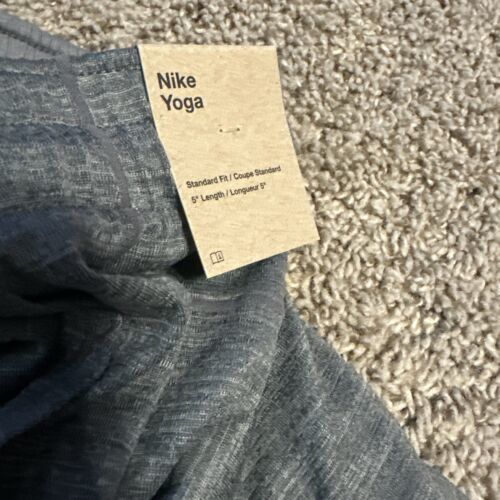 Nike
Yoga
Standard Fit / Coupe Standard
5" Length / Longueur 5"